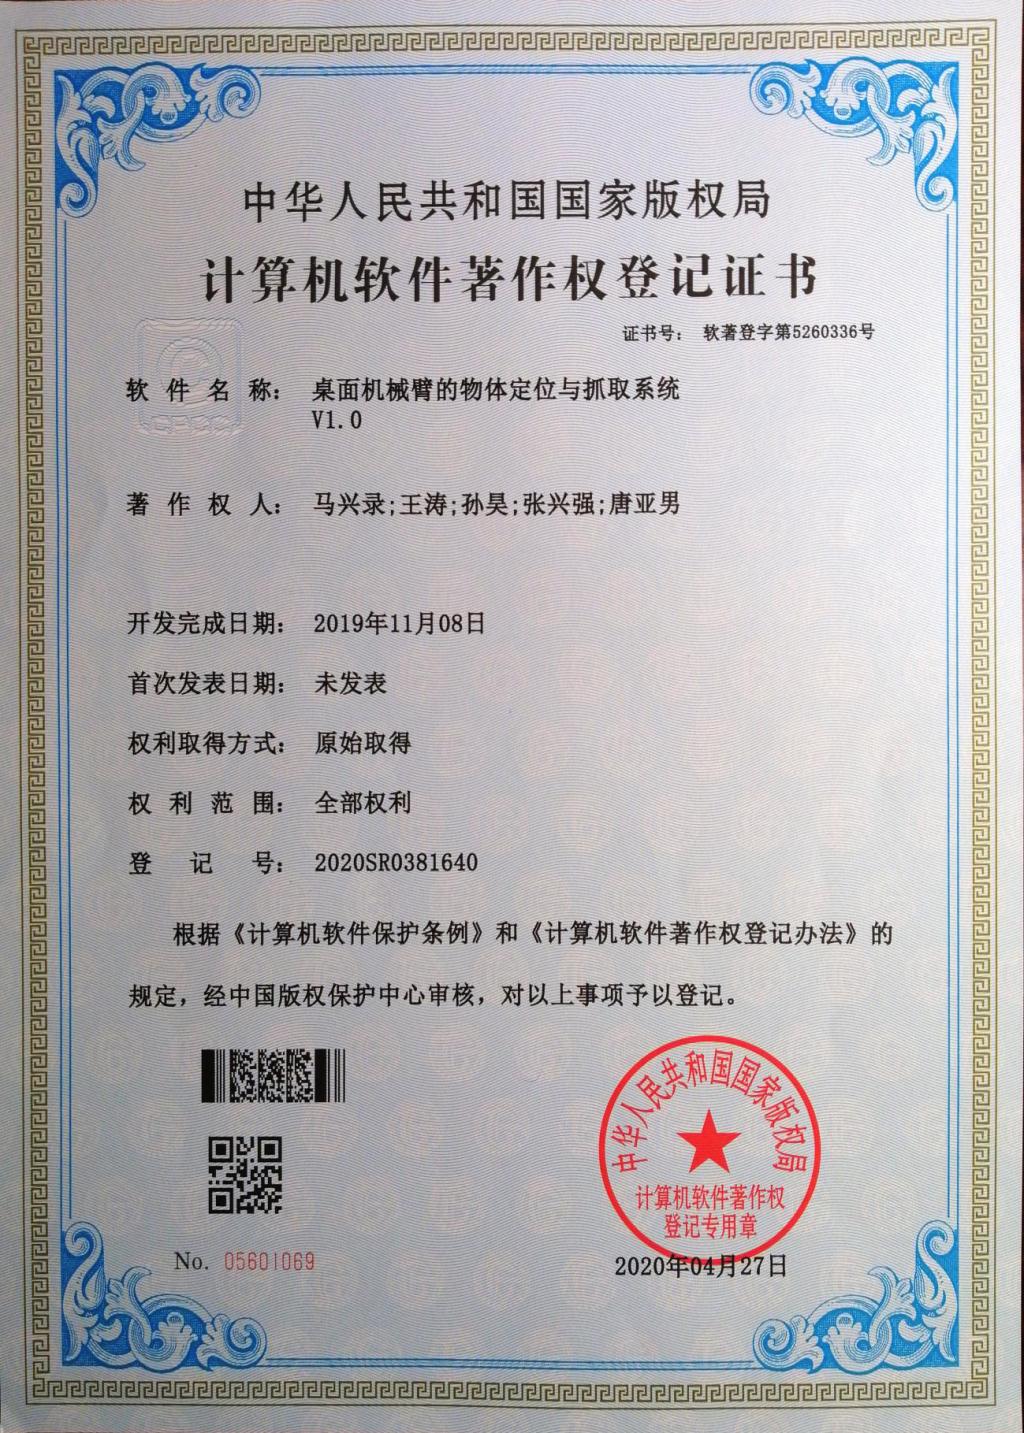 中华人民共和国国家版权局
计算机软件著作权登记证书
证书号： 软著登字第5260336号
CPCC
软件名称： 桌面机械臂的物体定位与抓取系统
V1.0
著作权人： 马兴录;王涛;孙昊;张兴强;唐亚男
开发完成日期： 2019年11月08日
首次发表日期： 未发表
权利取得方式： 原始取得
权利范围： 全部权利
登记号： 2020SR0381640
根据《计算机软件保护条例》和《计算机软件著作权登记办法》的
规定，经中国版权保护中心审核，对以上事项予以登记。
中华人民共和国国家版权局
计算机软件著作权
登记专用章
No. 05601069
2020年04月27日